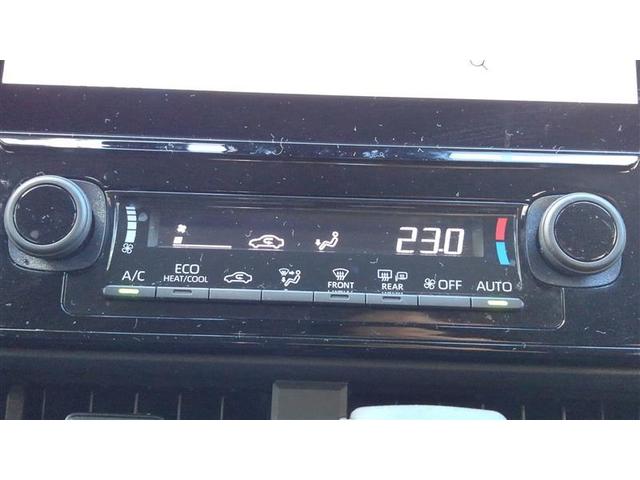 23.0
A/C
ECO
HEAT/COOL
FRONT
REAR
OFF
AUTO